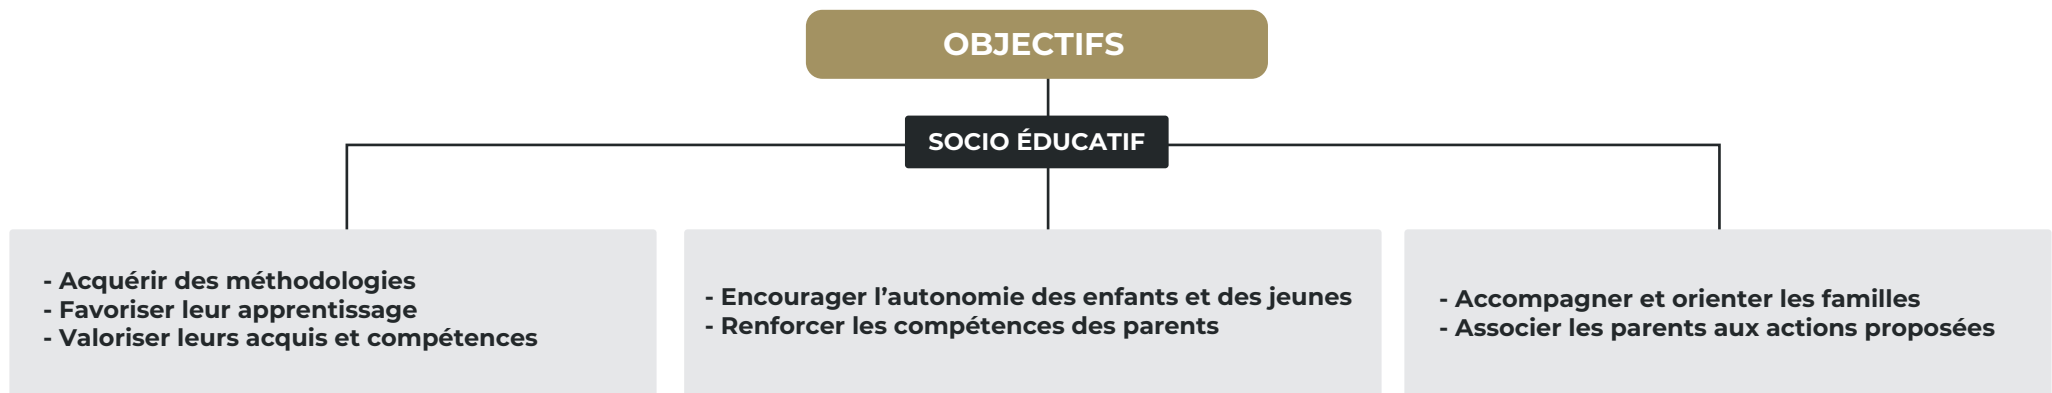 OBJECTIFS
SOCIO ÉDUCATIF
- Acquérir des méthodologies
- Favoriser leur apprentissage
- Valoriser leurs acquis et compétences
- Encourager l’autonomie des enfants et des jeunes
- Renforcer les compétences des parents
- Accompagner et orienter les familles
- Associer les parents aux actions proposées